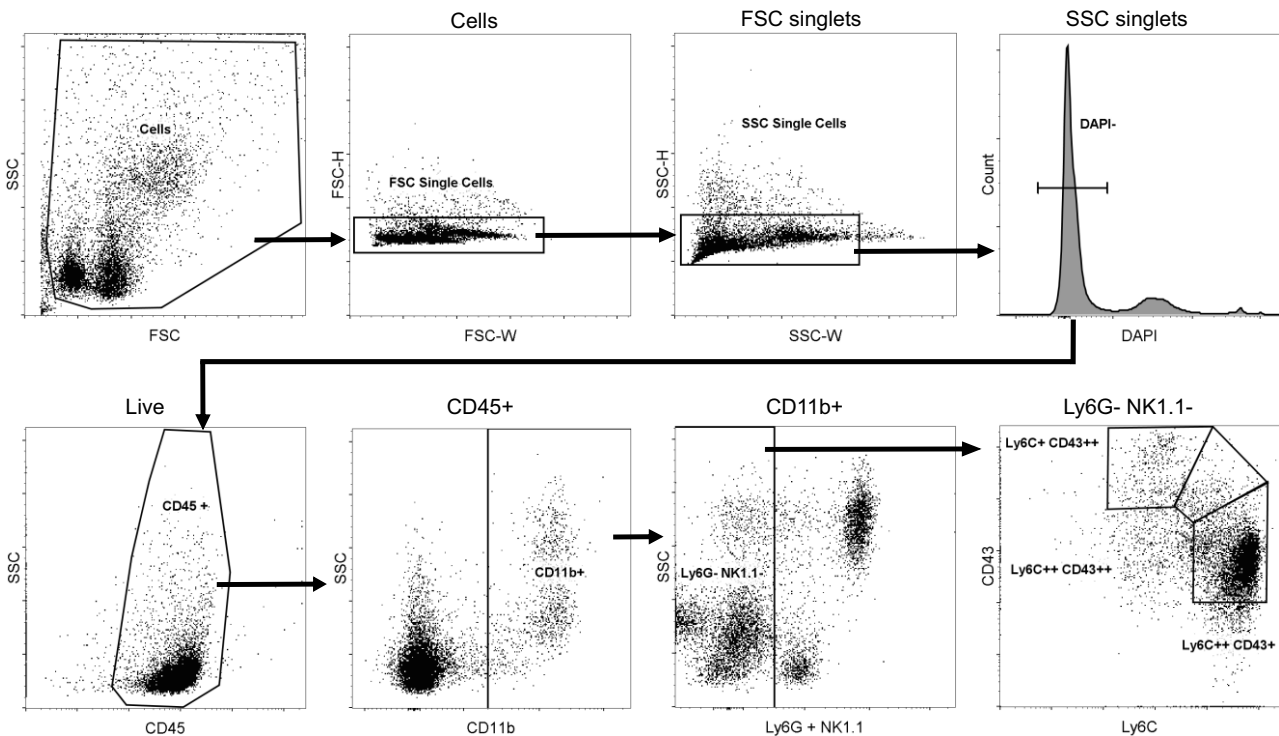 Cells
FSC singlets
SSC singlets
SSC
Cells
FSC
FSC-H
FSC Single Cells
FSC-W
SSC-H
SSC Single Cells
SSC-W
Count
DAPI-
DAPI
Live
CD45+
CD11b+
Ly6G- NK1.1-
SSC
CD45 +
CD45
SSC
CD11b+
CD11b
SSC
Ly6G- NK1.1-
Ly6G + NK1.1
CD43
Ly6C+ CD43++
Ly6C++ CD43++
Ly6C++ CD43+
Ly6C